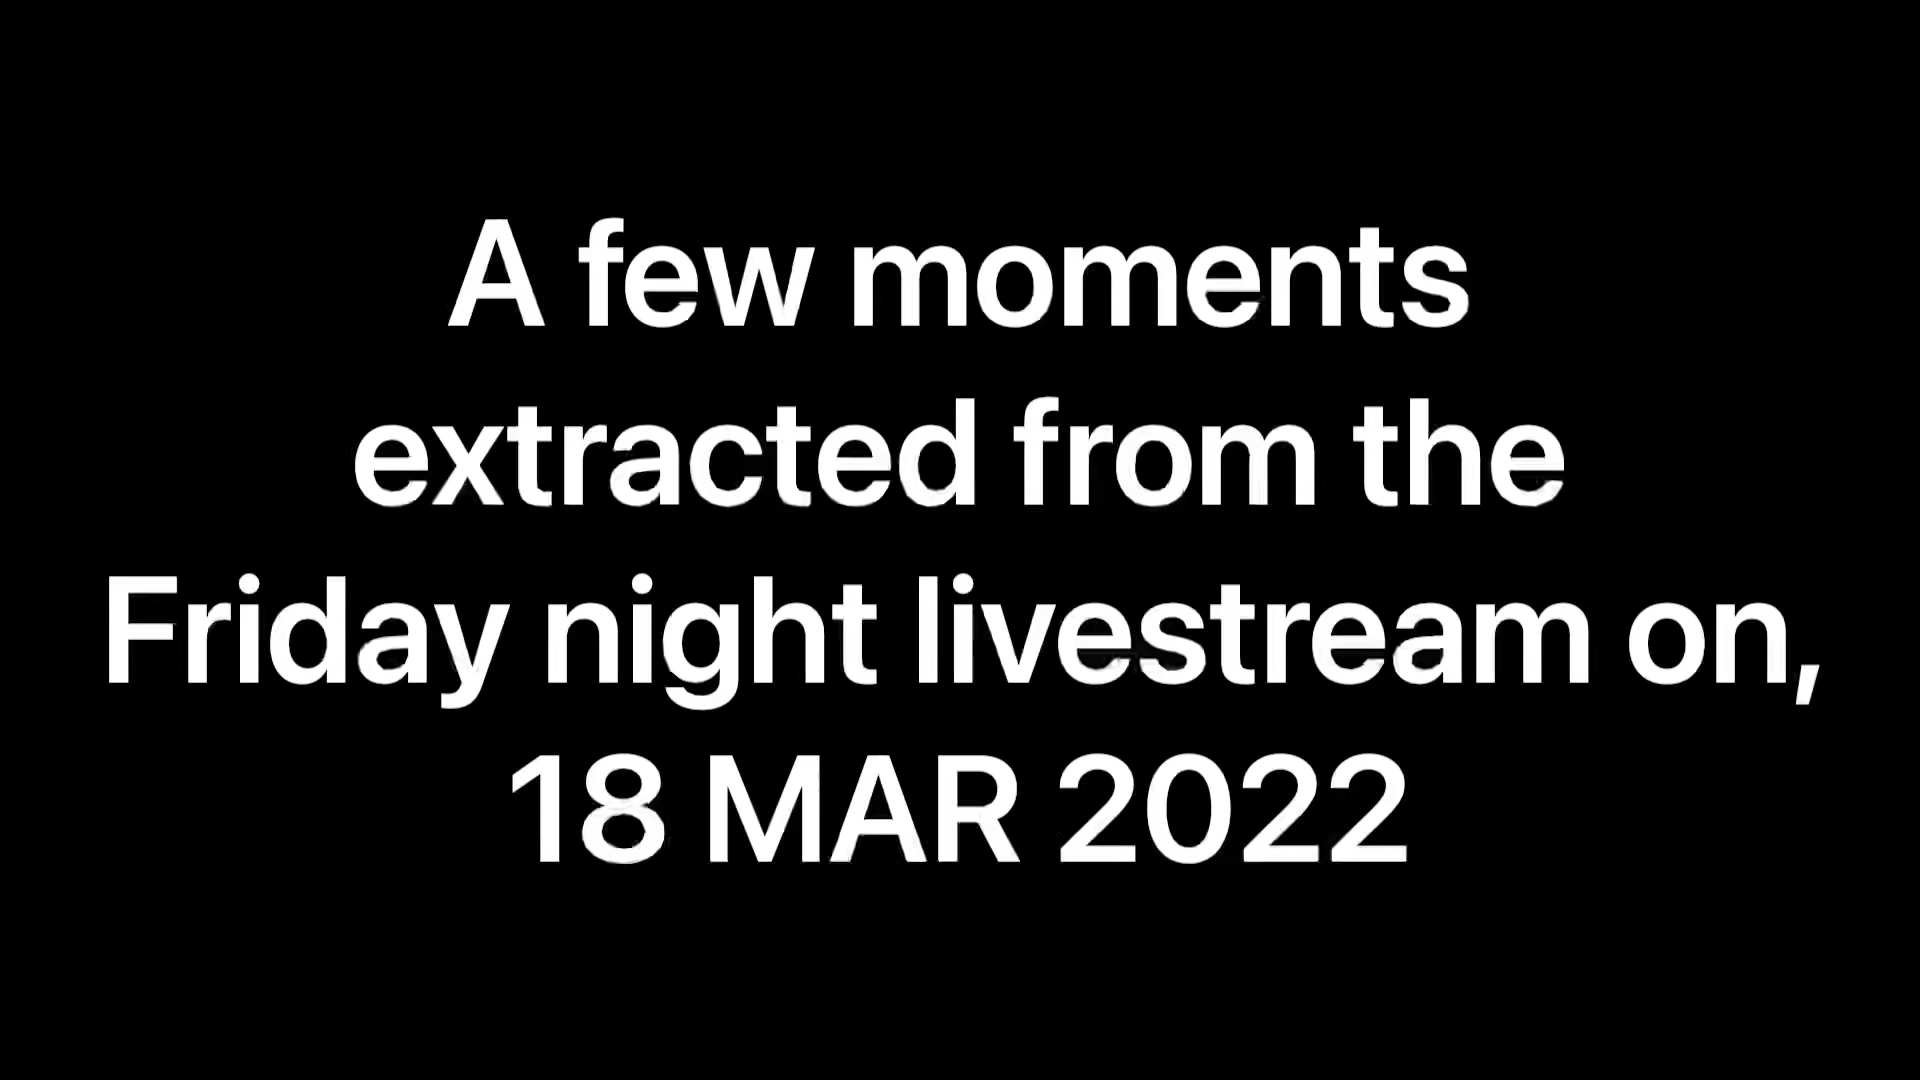 A few moments
extracted from the
Friday night livestream on,
18 MAR 2022